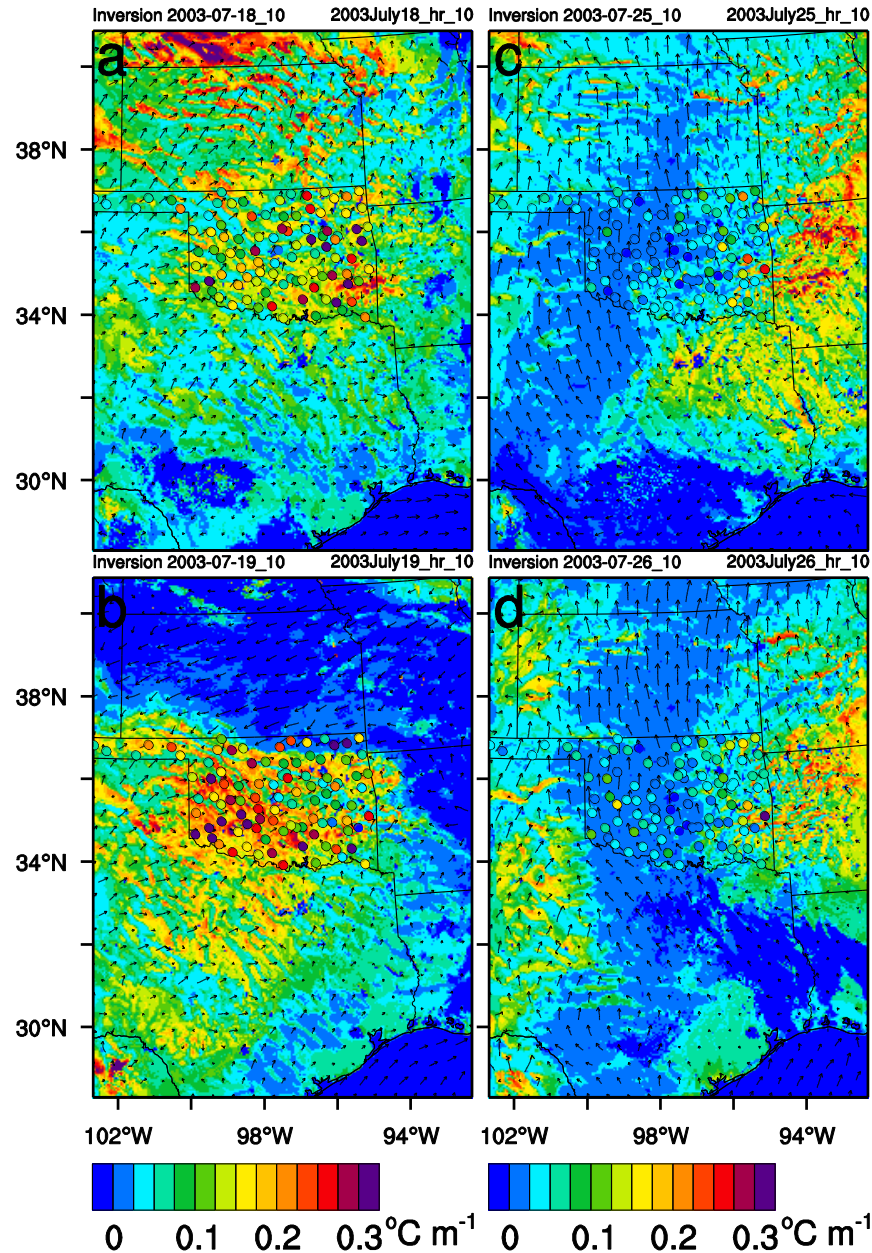 Inversion 2003-07-18_10 2003July18_hr_10 Inversion 2003-07-25_10 2003July25_hr_10
a c
38°N
34°N
30°N
Inversion 2003-07-19_10 2003July19_hr_10 Inversion 2003-07-26_10 2003July26_hr_10
b d
38°N
34°N
30°N
102°W 98°W 94°W 102°W 98°W 94°W
0 0.1 0.2 0.3°C m⁻¹ 0 0.1 0.2 0.3°C m⁻¹